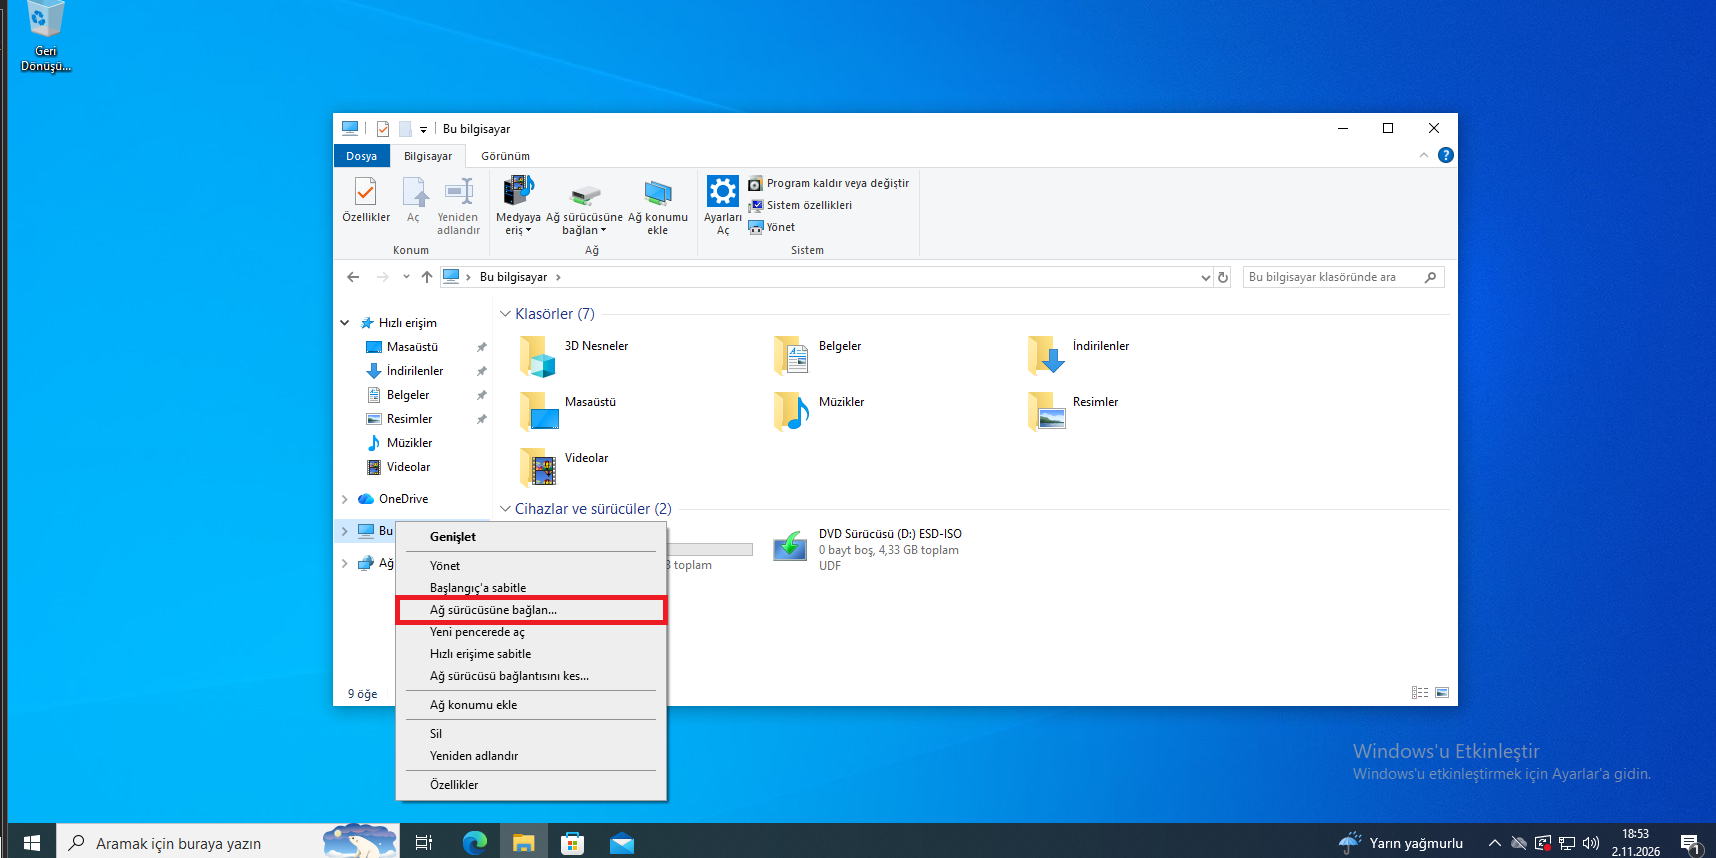 Geri
Dönüşü...
Bu bilgisayar
Dosya
Bilgisayar
Görünüm
Özellikler
Aç
Yeniden
adlandır
Konum
Medyaya
eriş
Ağ sürücüsüne
bağlan
Ağ konumu
ekle
Ağ
Ayarları
Aç
Program kaldır veya değiştir
Sistem özellikleri
Yönet
Sistem
Bu bilgisayar
Bu bilgisayar klasöründe ara
Hızlı erişim
Masaüstü
İndirilenler
Belgeler
Resimler
Müzikler
Videolar
OneDrive
Bu
Ağ
9 öğe
Klasörler (7)
3D Nesneler
Belgeler
İndirilenler
Masaüstü
Müzikler
Resimler
Videolar
Cihazlar ve sürücüler (2)
toplam
DVD Sürücüsü (D:) ESD-ISO
0 bayt boş, 4,33 GB toplam
UDF
Genişlet
Yönet
Başlangıç'a sabitle
Ağ sürücüsüne bağlan...
Yeni pencerede aç
Hızlı erişime sabitle
Ağ sürücüsü bağlantısını kes...
Ağ konumu ekle
Sil
Yeniden adlandır
Özellikler
Windows'u Etkinleştir
Windows'u etkinleştirmek için Ayarlar'a gidin.
Aramak için buraya yazın
Yarın yağmurlu
18:53
2.11.2026
1